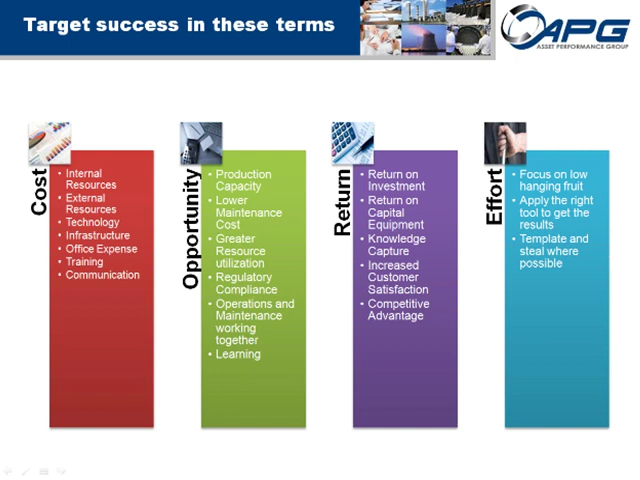 Target success in these terms
APG
ASSET PERFORMANCE GROUP
Cost
• Internal
Resources
• External
Resources
• Technology
• Infrastructure
• Office Expense
• Training
• Communication
Opportunity
• Production
Capacity
• Lower
Maintenance
Cost
• Greater
Resource
utilization
• Regulatory
Compliance
• Operations and
Maintenance
working
together
• Learning
Return
• Return on
Investment
• Return on
Capital
Equipment
• Knowledge
Capture
• Increased
Customer
Satisfaction
• Competitive
Advantage
Effort
• Focus on low
hanging fruit
• Apply the right
tool to get the
results
• Template and
steal where
possible